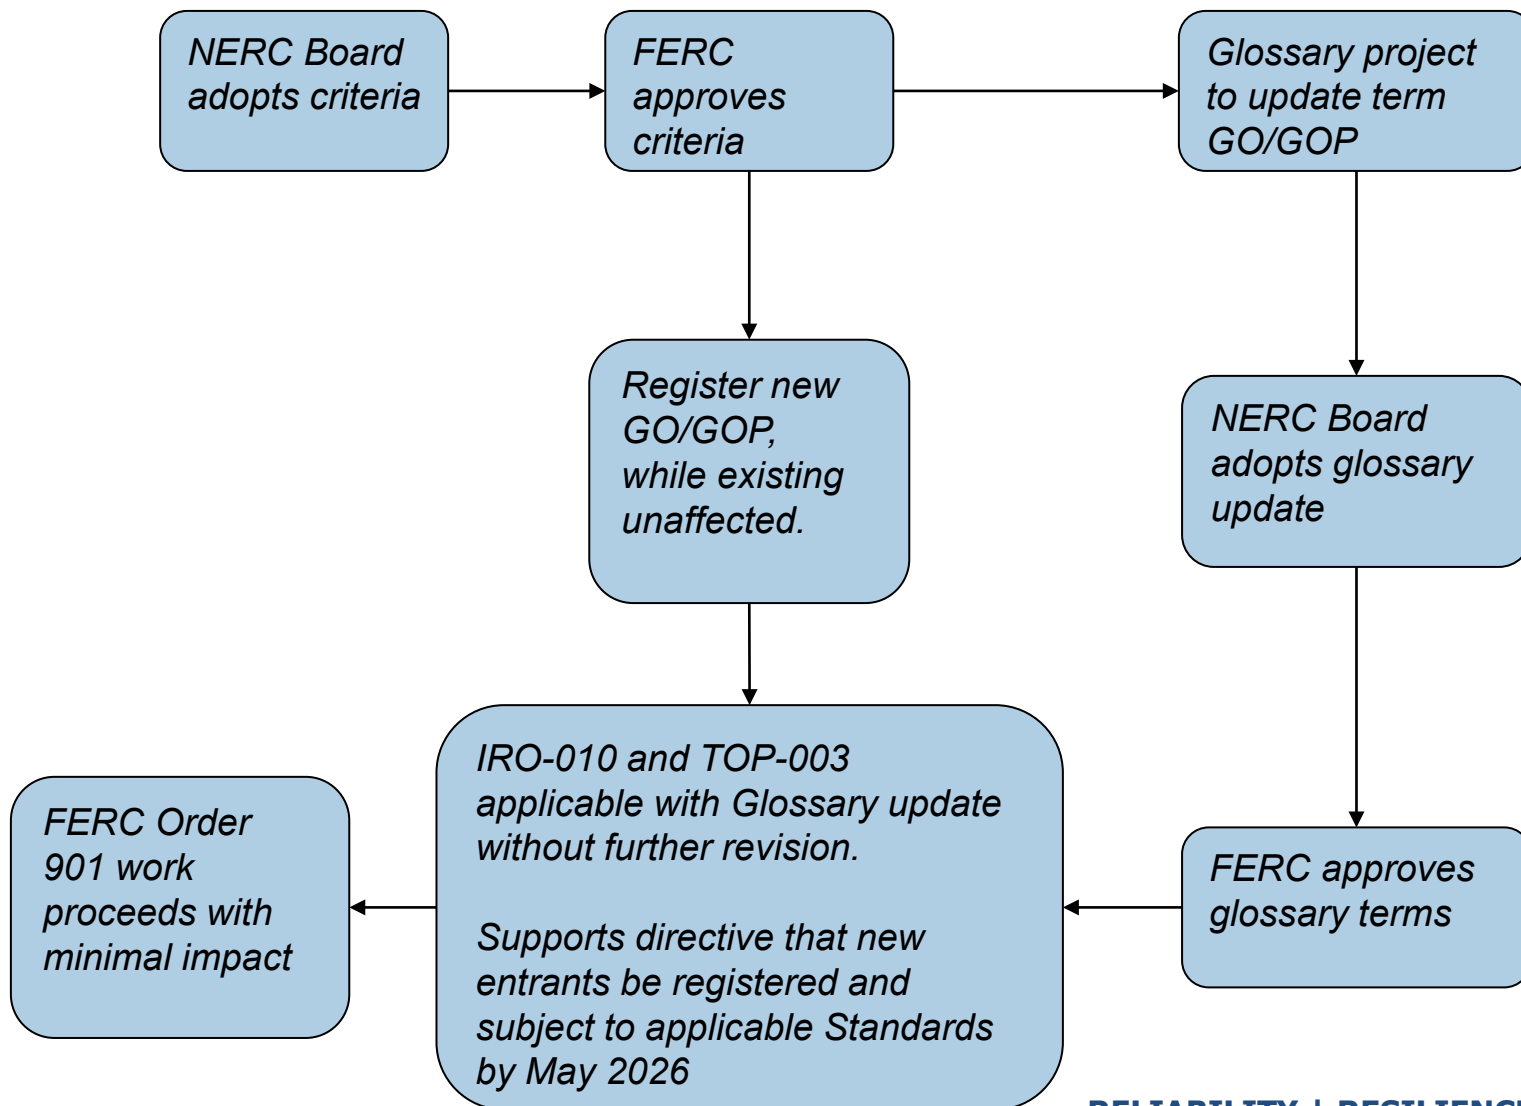 NERC Board
adopts criteria
FERC
approves
criteria
Glossary project
to update term
GO/GOP
Register new
GO/GOP,
while existing
unaffected.
NERC Board
adopts glossary
update
IRO-010 and TOP-003
applicable with Glossary update
without further revision.
Supports directive that new
entrants be registered and
subject to applicable Standards
by May 2026
FERC Order
901 work
proceeds with
minimal impact
FERC approves
glossary terms
RELIABILITY | RESILIENC